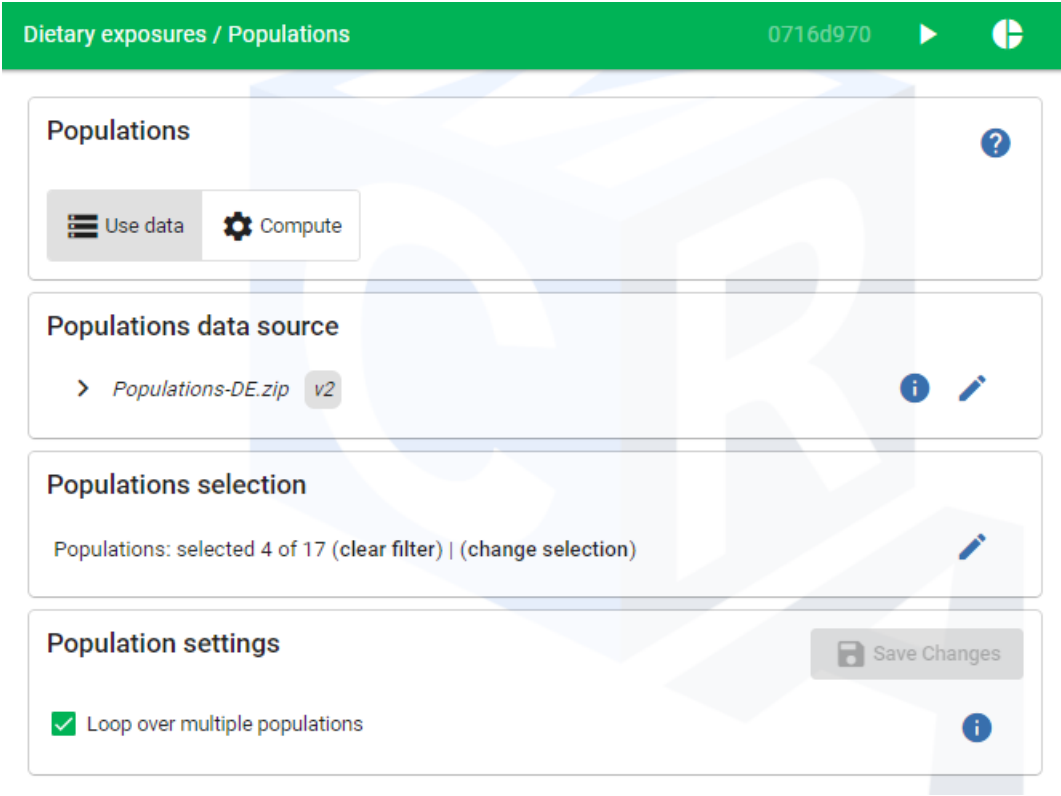 Dietary exposures / Populations 0716d970
Populations
Use data Compute
Populations data source
Populations-DE.zip v2
Populations selection
Populations: selected 4 of 17 (clear filter) | (change selection)
Population settings
Save Changes
Loop over multiple populations